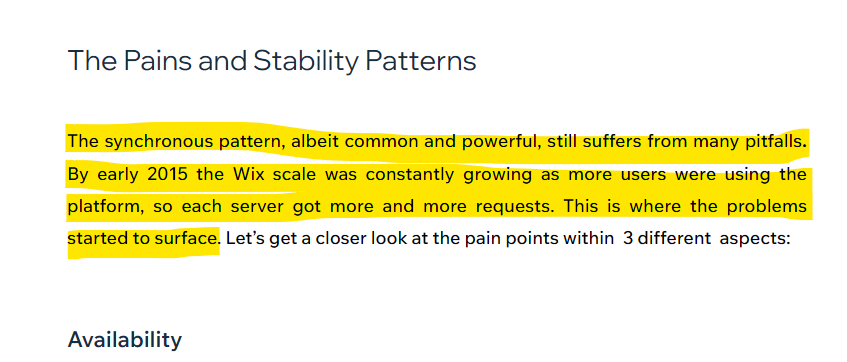 The Pains and Stability Patterns
The synchronous pattern, albeit common and powerful, still suffers from many pitfalls.
By early 2015 the Wix scale was constantly growing as more users were using the
platform, so each server got more and more requests. This is where the problems
started to surface. Let’s get a closer look at the pain points within 3 different aspects:
Availability